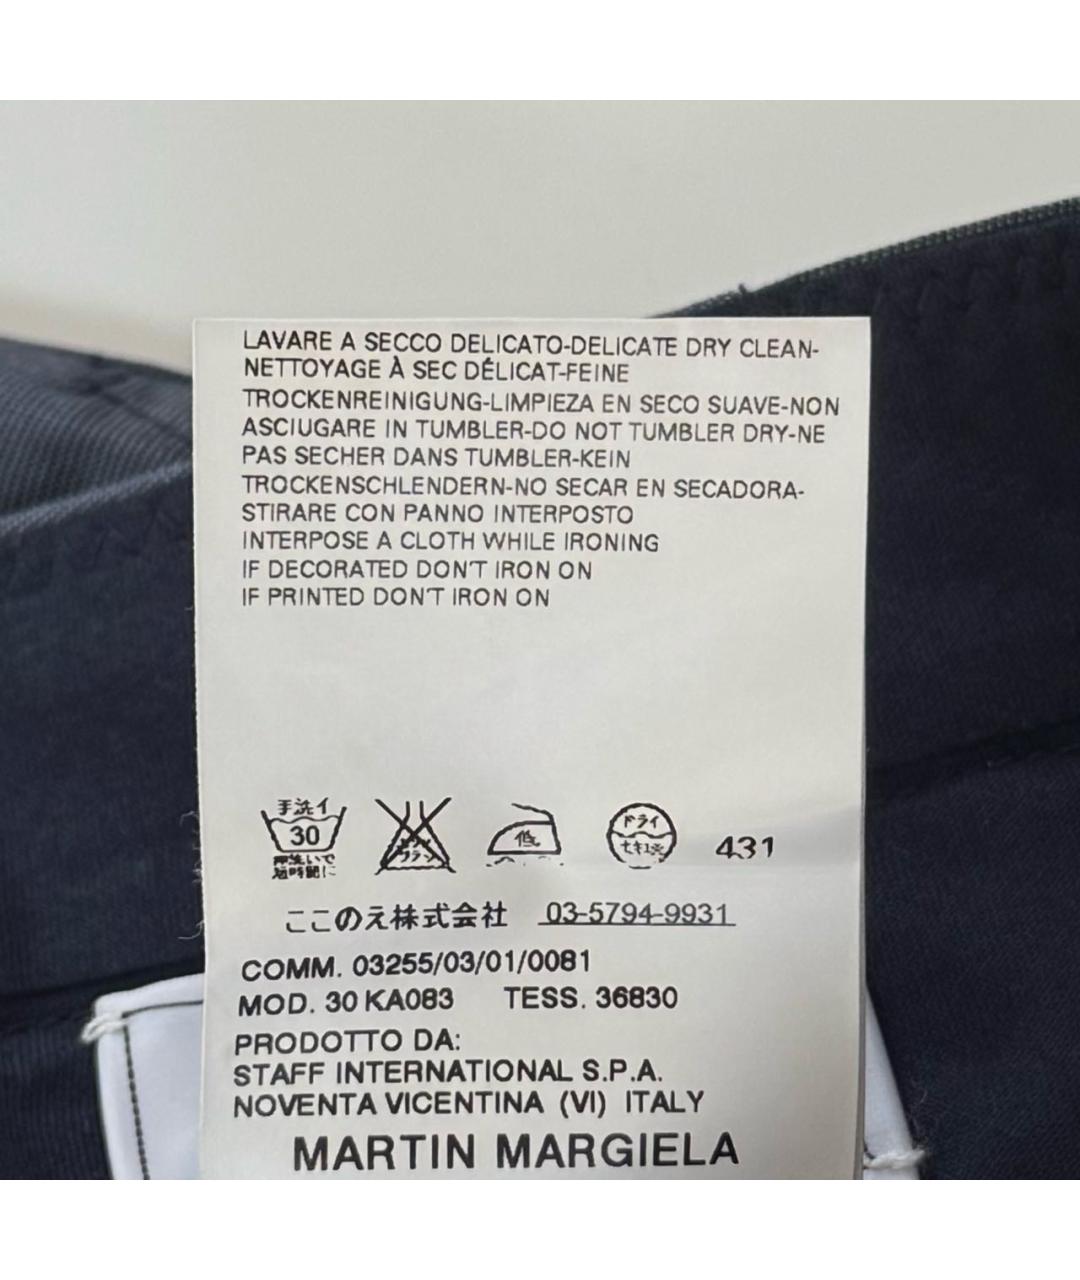 LAVARE A SECCO DELICATO-DELICATE DRY CLEAN-
NETTOYAGE À SEC DÉLICAT-FEINE
TROCKENREINIGUNG-LIMPIEZA EN SECO SUAVE-NON
ASCIUGARE IN TUMBLER-DO NOT TUMBLER DRY-NE
PAS SECHER DANS TUMBLER-KEIN
TROCKENSCHLENDERN-NO SECAR EN SECADORA-
STIRARE CON PANNO INTERPOSTO
INTERPOSE A CLOTH WHILE IRONING
IF DECORATED DON'T IRON ON
IF PRINTED DON'T IRON ON
手洗イ
30
低
ドライ
431
ここのえ株式会社 03-5794-9931
COMM. 03255/03/01/0081
MOD. 30 KA083 TESS. 36830
PRODOTTO DA:
STAFF INTERNATIONAL S.P.A.
NOVENTA VICENTINA (VI) ITALY
MARTIN MARGIELA